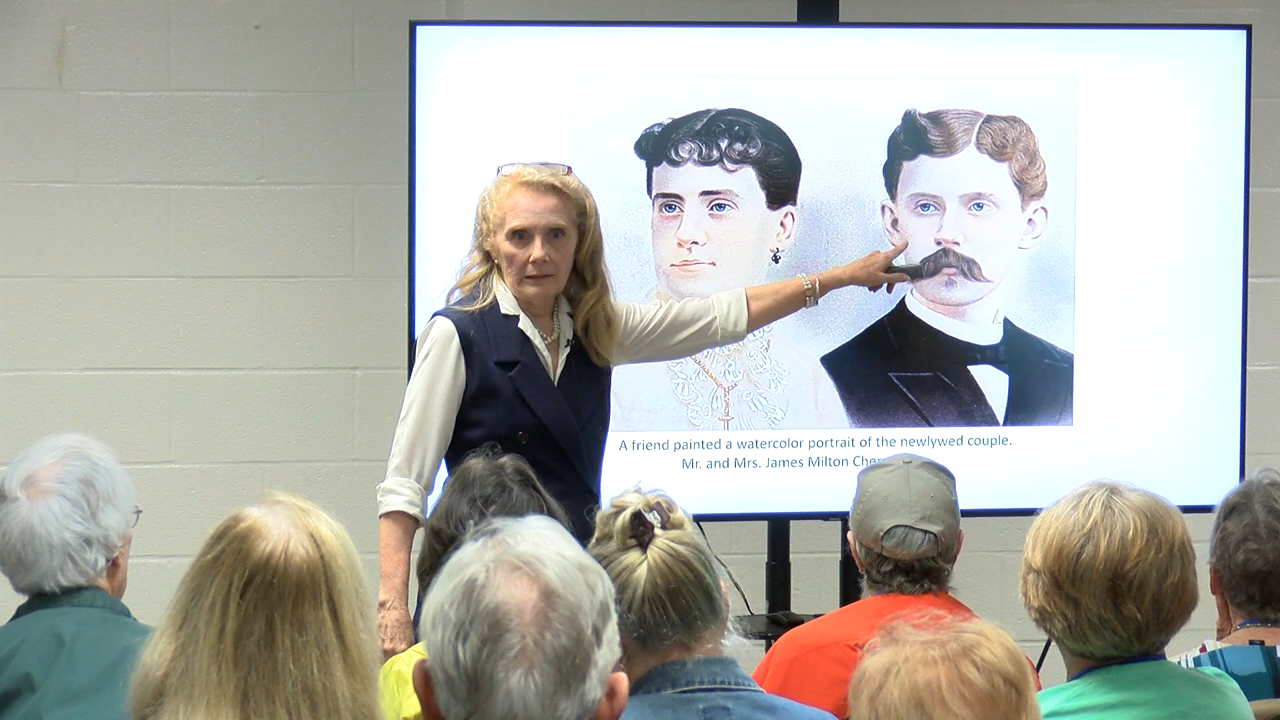 A friend painted a watercolor portrait of the newlywed couple.
Mr. and Mrs. James Milton